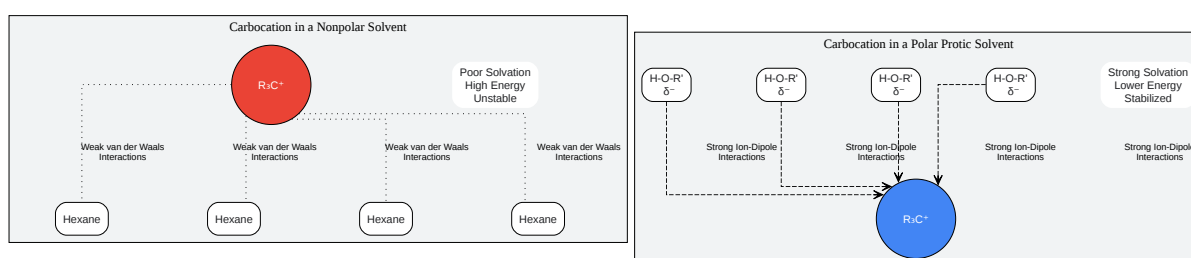 Carbocation in a Nonpolar Solvent
R₃C⁺
Poor Solvation
High Energy
Unstable
Weak van der Waals
Interactions
Weak van der Waals
Interactions
Weak van der Waals
Interactions
Weak van der Waals
Interactions
Hexane
Hexane
Hexane
Hexane
Carbocation in a Polar Protic Solvent
H-O-R'
δ⁻
H-O-R'
δ⁻
H-O-R'
δ⁻
H-O-R'
δ⁻
Strong Solvation
Lower Energy
Stabilized
Strong Ion-Dipole
Interactions
Strong Ion-Dipole
Interactions
Strong Ion-Dipole
Interactions
Strong Ion-Dipole
Interactions
R₃C⁺